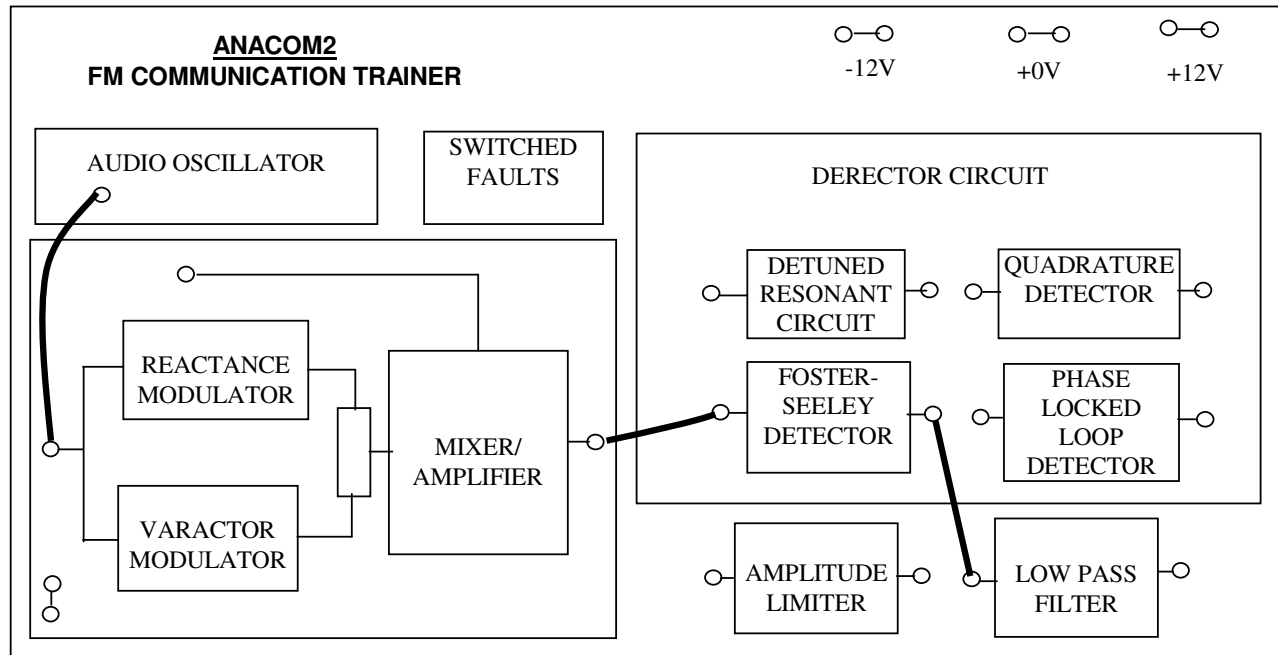 ANACOM2
FM COMMUNICATION TRAINER
-12V
+0V
+12V
AUDIO OSCILLATOR
SWITCHED
FAULTS
DERECTOR CIRCUIT
DETUNED
RESONANT
CIRCUIT
QUADRATURE
DETECTOR
REACTANCE
MODULATOR
MIXER/
AMPLIFIER
FOSTER-
SEELEY
DETECTOR
PHASE
LOCKED
LOOP
DETECTOR
VARACTOR
MODULATOR
AMPLITUDE
LIMITER
LOW PASS
FILTER